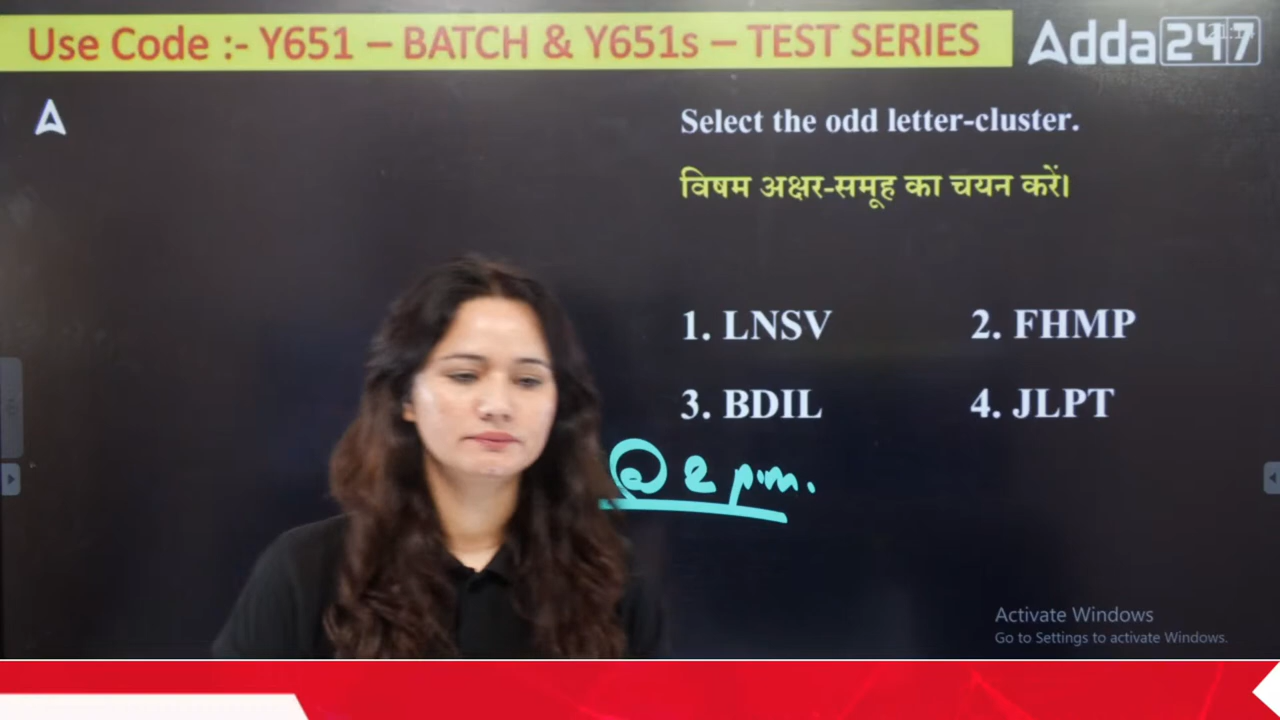 Use Code :- Y651 – BATCH & Y651s – TEST SERIES
Adda247
Select the odd letter-cluster.
विषम अक्षर-समूह का चयन करें।
1. LNSV 2. FHMP
3. BDIL 4. JLPT
@ 2 p.m.
Activate Windows
Go to Settings to activate Windows.